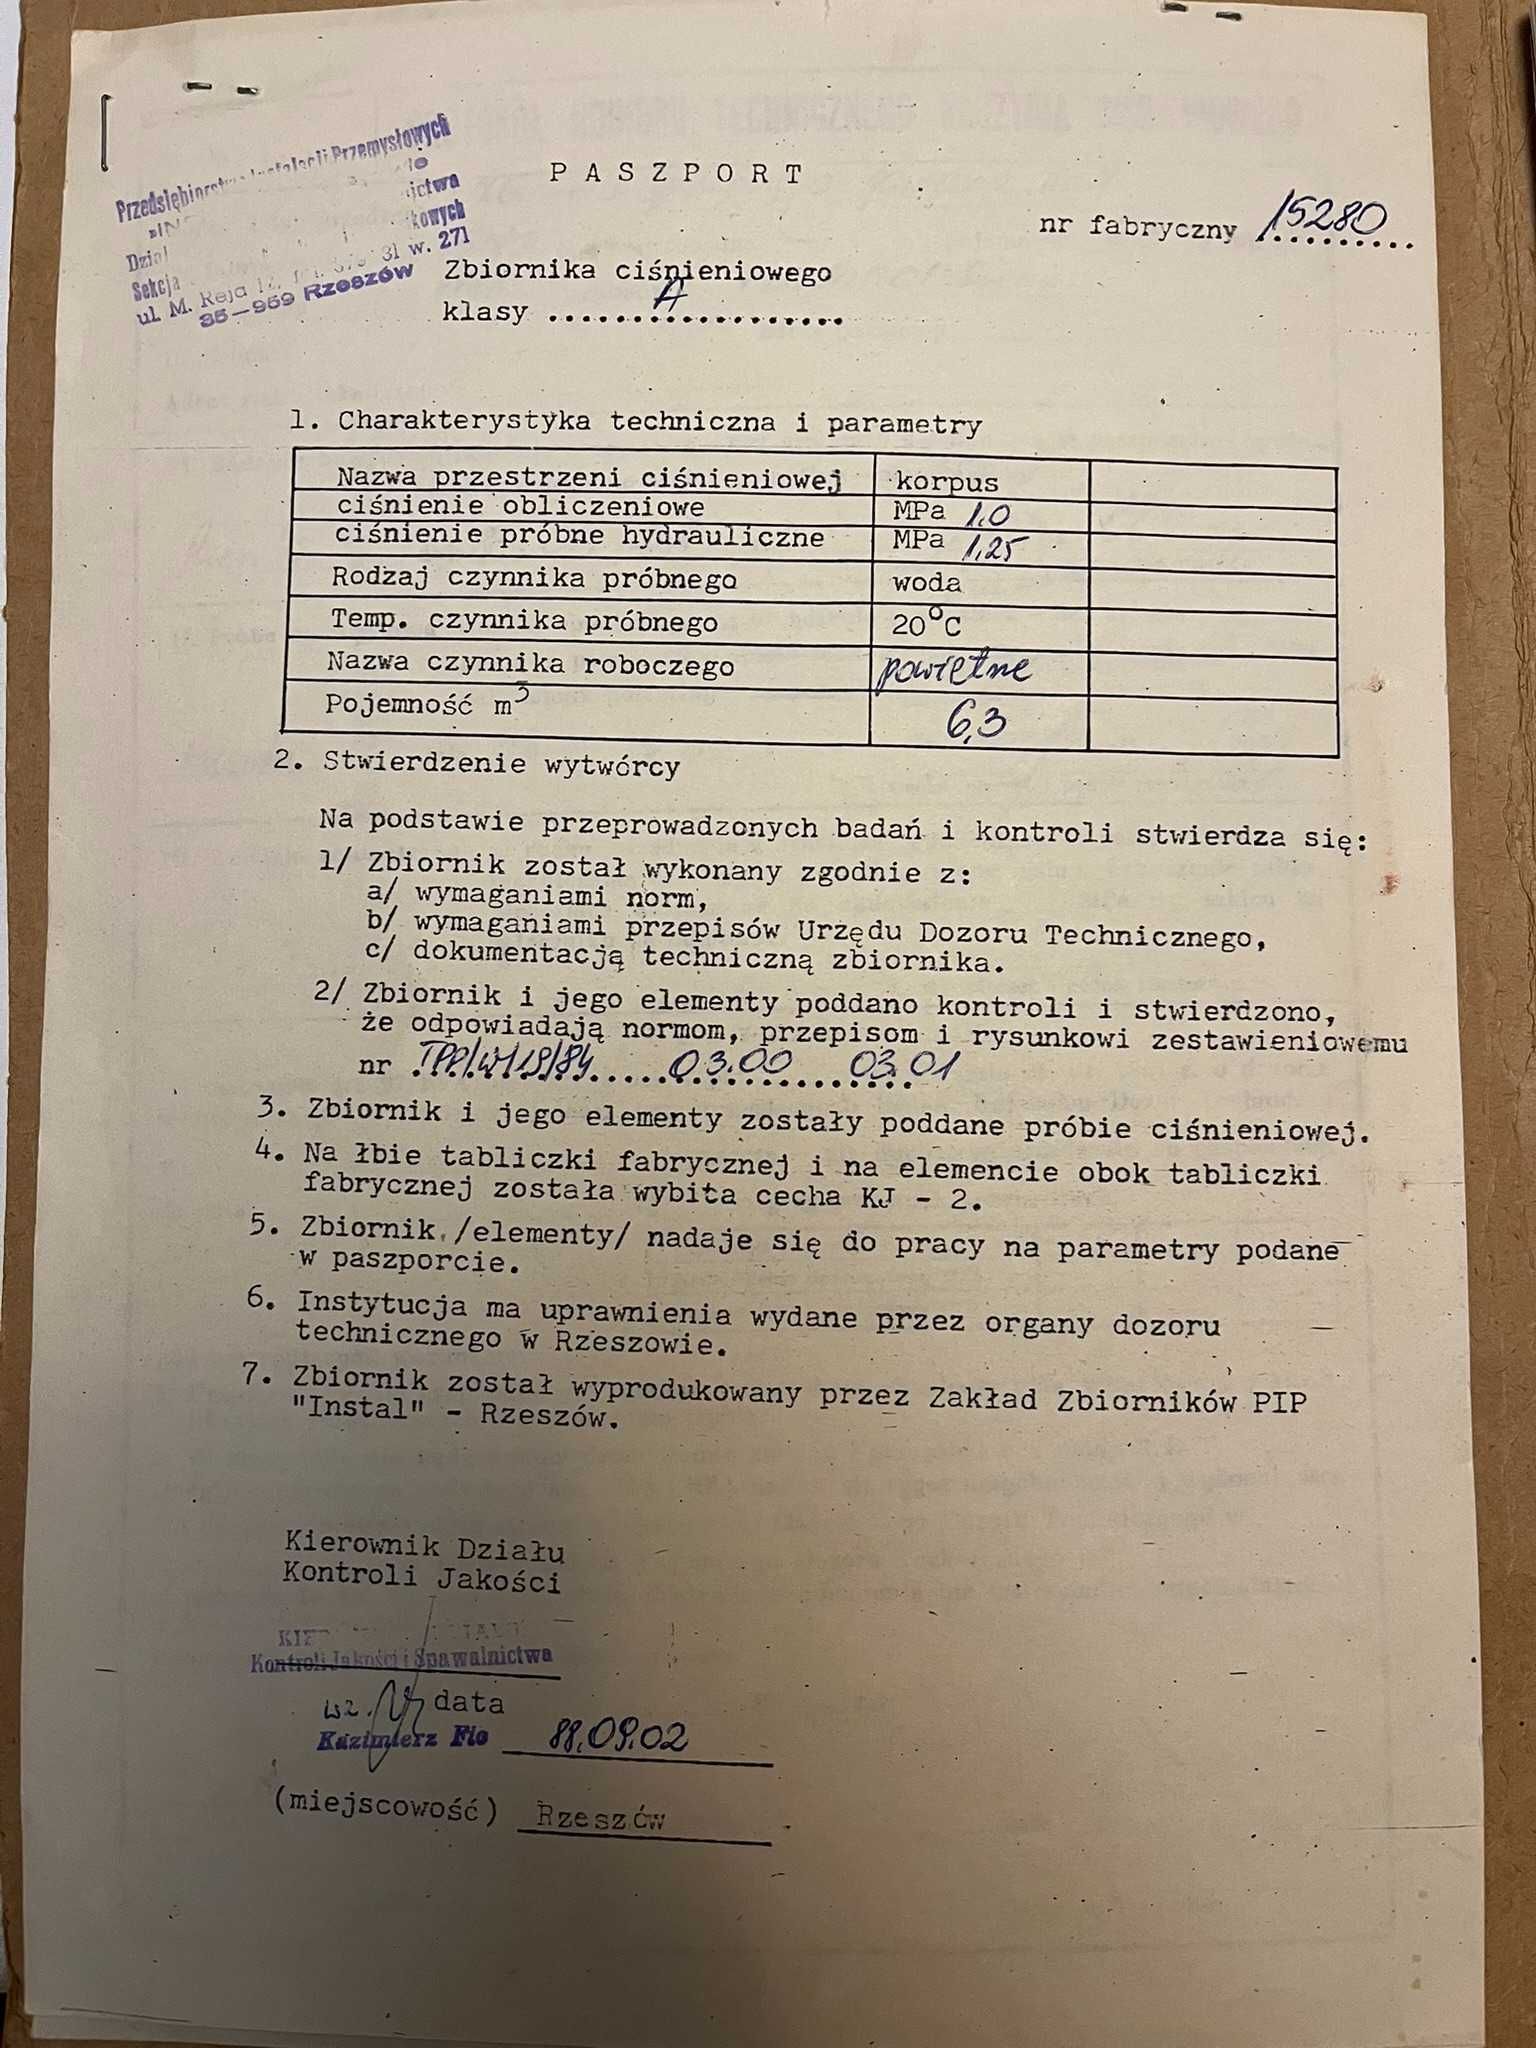 Przedsiębiorstwo Instalacji Przemysłowych
Dział
Sekcja
ul. M. Reja 12, w. 271
35-959 Rzeszów
PASZPORT
nr fabryczny 15280
Zbiornika ciśnieniowego
klasy A
1. Charakterystyka techniczna i parametry
Nazwa przestrzeni ciśnieniowej korpus
ciśnienie obliczeniowe MPa 1,0
ciśnienie próbne hydrauliczne MPa 1,25
Rodzaj czynnika próbnego woda
Temp. czynnika próbnego 20°C
Nazwa czynnika roboczego powietrze
Pojemność m³ 6,3
2. Stwierdzenie wytwórcy
Na podstawie przeprowadzonych badań i kontroli stwierdza się:
1/ Zbiornik został wykonany zgodnie z:
a/ wymaganiami norm,
b/ wymaganiami przepisów Urzędu Dozoru Technicznego,
c/ dokumentacją techniczną zbiornika.
2/ Zbiornik i jego elementy poddano kontroli i stwierdzono,
że odpowiadają normom, przepisom i rysunkowi zestawieniowemu
nr 03.00 03.01
3. Zbiornik i jego elementy zostały poddane próbie ciśnieniowej.
4. Na łbie tabliczki fabrycznej i na elemencie obok tabliczki
fabrycznej została wybita cecha KJ - 2.
5. Zbiornik /elementy/ nadaje się do pracy na parametry podane
w paszporcie.
6. Instytucja ma uprawnienia wydane przez organy dozoru
technicznego w Rzeszowie.
7. Zbiornik został wyprodukowany przez Zakład Zbiorników PIP
"Instal" - Rzeszów.
Kierownik Działu
Kontroli Jakości
Kontroli Jakości i Spawalnictwa
wz. data
Kazimierz 88.09.02
(miejscowość) Rzeszów